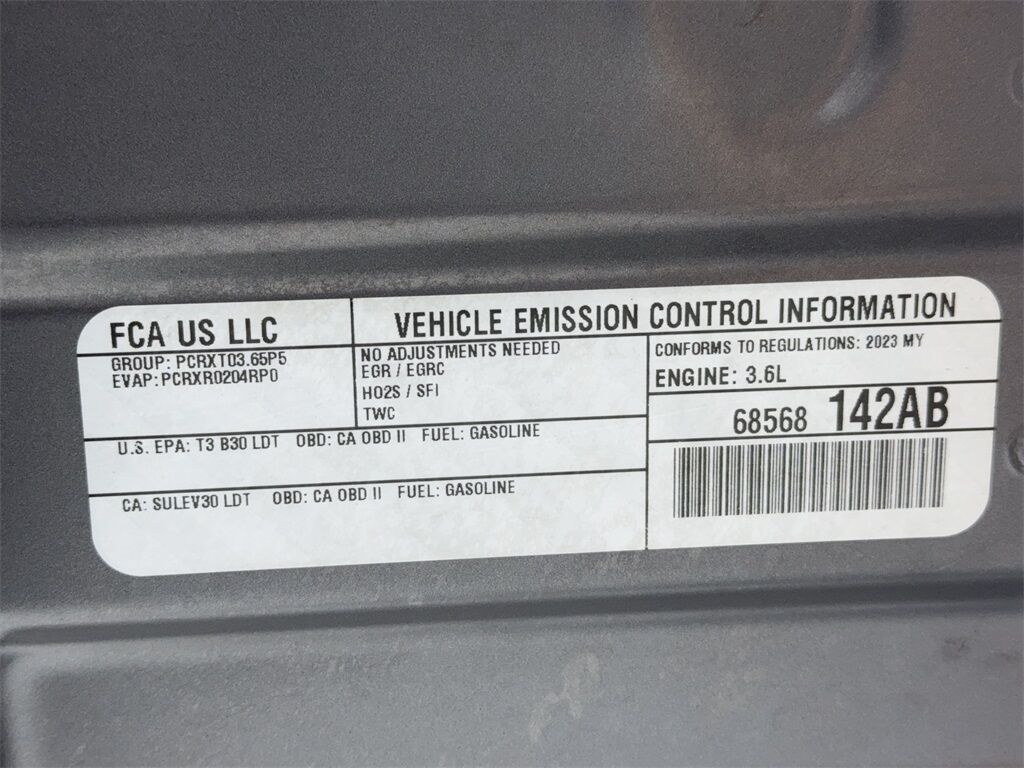 FCA US LLC
GROUP: PCRXT03.65P5
EVAP: PCRXR0204RP0
VEHICLE EMISSION CONTROL INFORMATION
NO ADJUSTMENTS NEEDED
EGR / EGRC
HO2S / SFI
TWC
CONFORMS TO REGULATIONS: 2023 MY
ENGINE: 3.6L
68568 142AB
U.S. EPA: T3 B30 LDT OBD: CA OBD II FUEL: GASOLINE
CA: SULEV30 LDT OBD: CA OBD II FUEL: GASOLINE